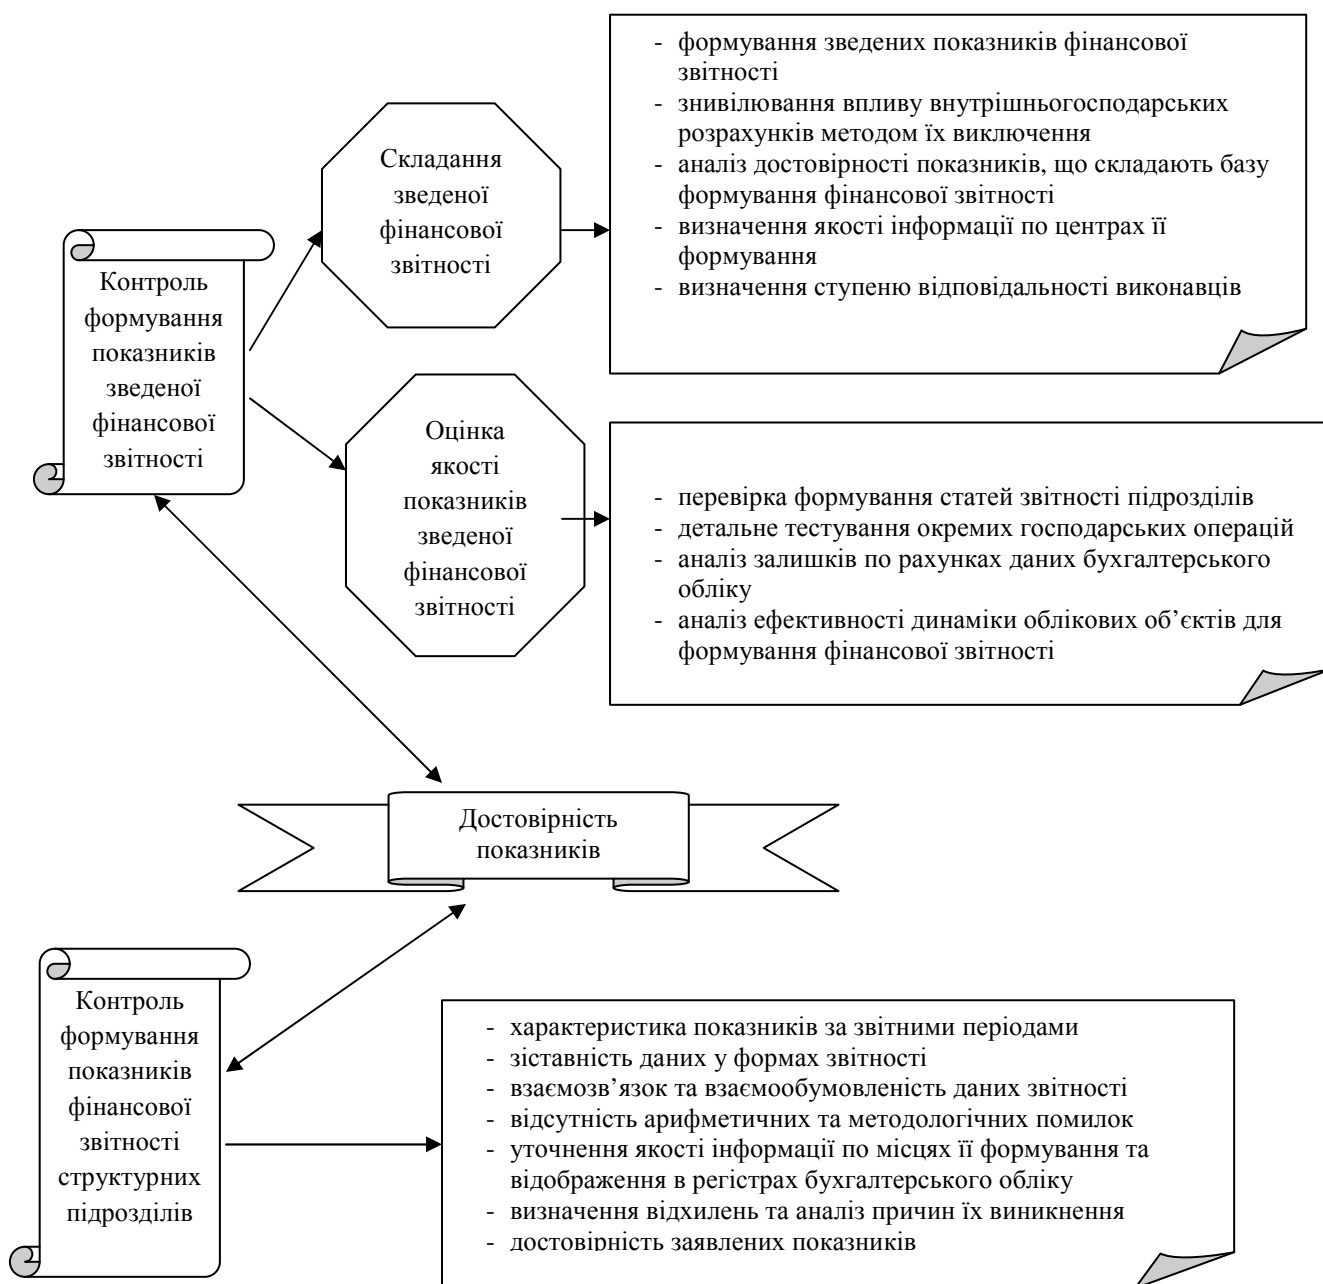 Контроль
формування
показників
зведеної
фінансової
звітності
Складання
зведеної
фінансової
звітності
- формування зведених показників фінансової
звітності
- знивілювання впливу внутрішньогосподарських
розрахунків методом їх виключення
- аналіз достовірності показників, що складають базу
формування фінансової звітності
- визначення якості інформації по центрах її
формування
- визначення ступеню відповідальності виконавців
Оцінка
якості
показників
зведеної
фінансової
звітності
- перевірка формування статей звітності підрозділів
- детальне тестування окремих господарських операцій
- аналіз залишків по рахунках даних бухгалтерського
обліку
- аналіз ефективності динаміки облікових об’єктів для
формування фінансової звітності
Достовірність
показників
Контроль
формування
показників
фінансової
звітності
структурних
підрозділів
- характеристика показників за звітними періодами
- зіставність даних у формах звітності
- взаємозв’язок та взаємообумовленість даних звітності
- відсутність арифметичних та методологічних помилок
- уточнення якості інформації по місцях її формування та
відображення в регістрах бухгалтерського обліку
- визначення відхилень та аналіз причин їх виникнення
- достовірність заявлених показників